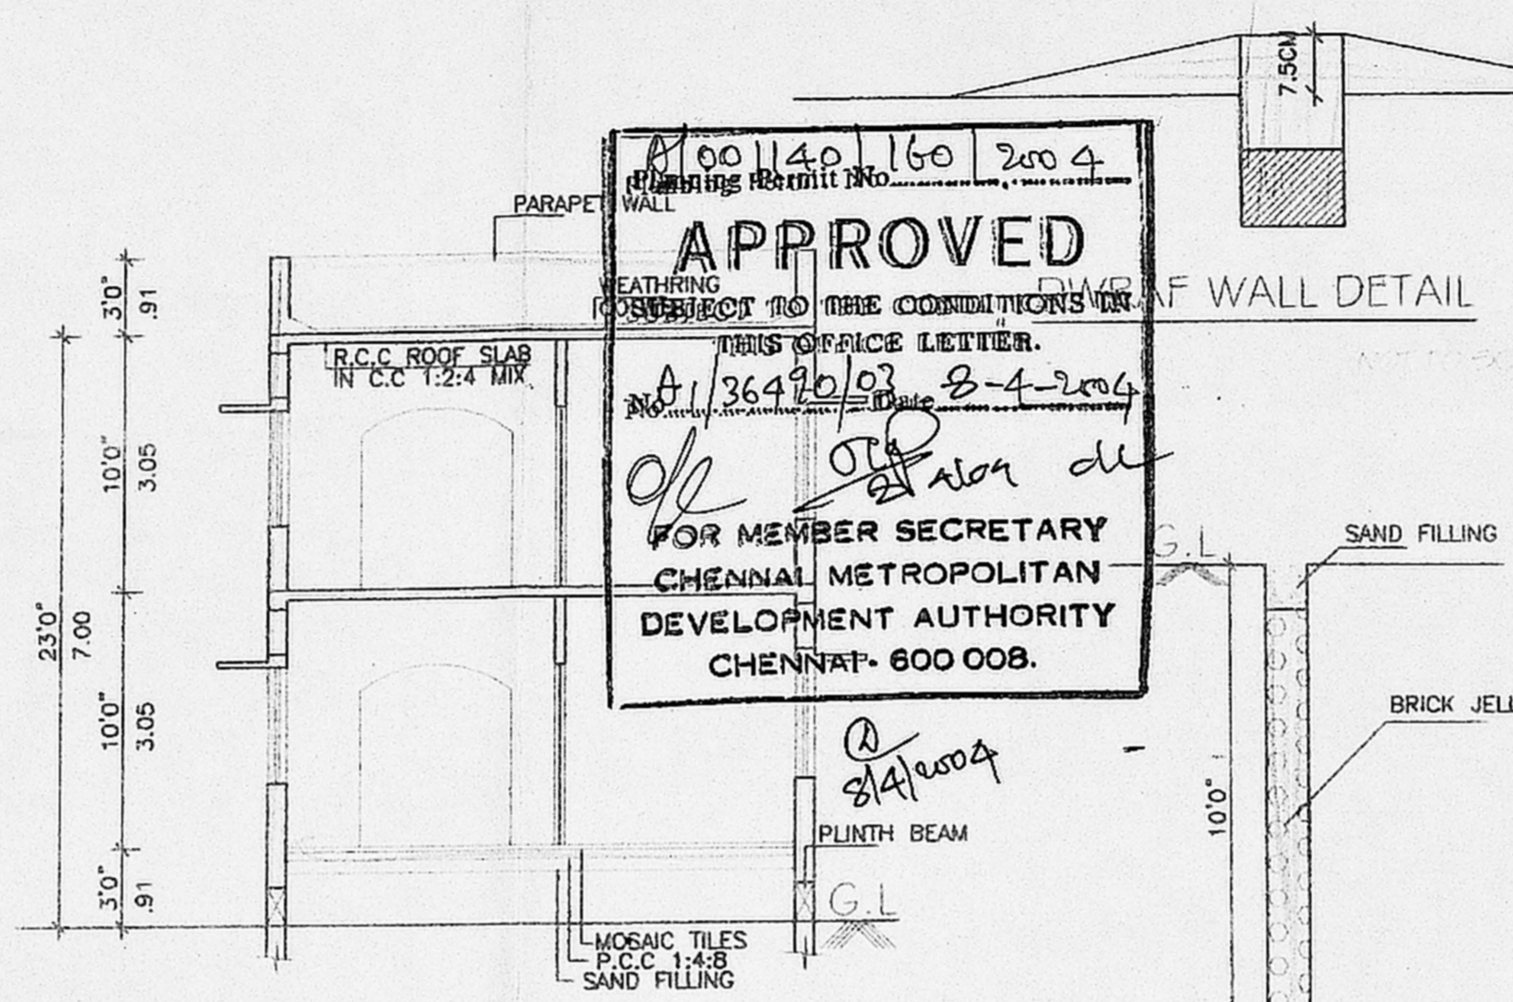 7.5CM
A/00/140/160/2004
Planning Permit No.
APPROVED
SUBJECT TO THE CONDITIONS IN
THIS OFFICE LETTER.
No A1/36490/03 Date 8-4-2004
FOR MEMBER SECRETARY
CHENNAI METROPOLITAN
DEVELOPMENT AUTHORITY
CHENNAI - 600 008.
8/4/2004
PARAPET WALL
WEATHRING
DWRAF WALL DETAIL
R.C.C ROOF SLAB
IN C.C 1:2:4 MIX
3'0"
.91
10'0"
3.05
23'0"
7.00
10'0"
3.05
3'0"
.91
PLINTH BEAM
G.L
MOSAIC TILES
P.C.C 1:4:8
SAND FILLING
G.L
SAND FILLING
BRICK JELL
10'0"